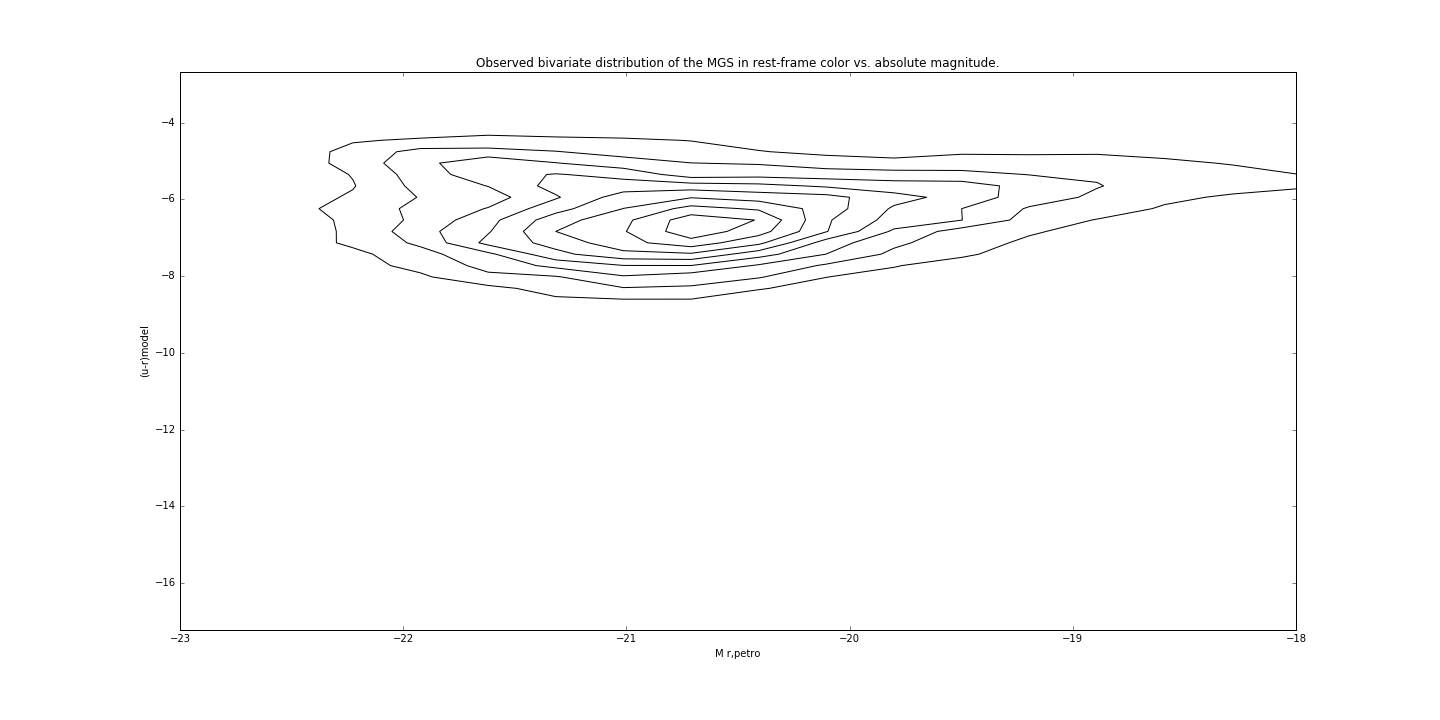 Observed bivariate distribution of the MGS in rest-frame color vs. absolute magnitude.
−4
−6
−8
(u-r)model
−10
−12
−14
−16
−23 −22 −21 −20 −19 −18
M r,petro